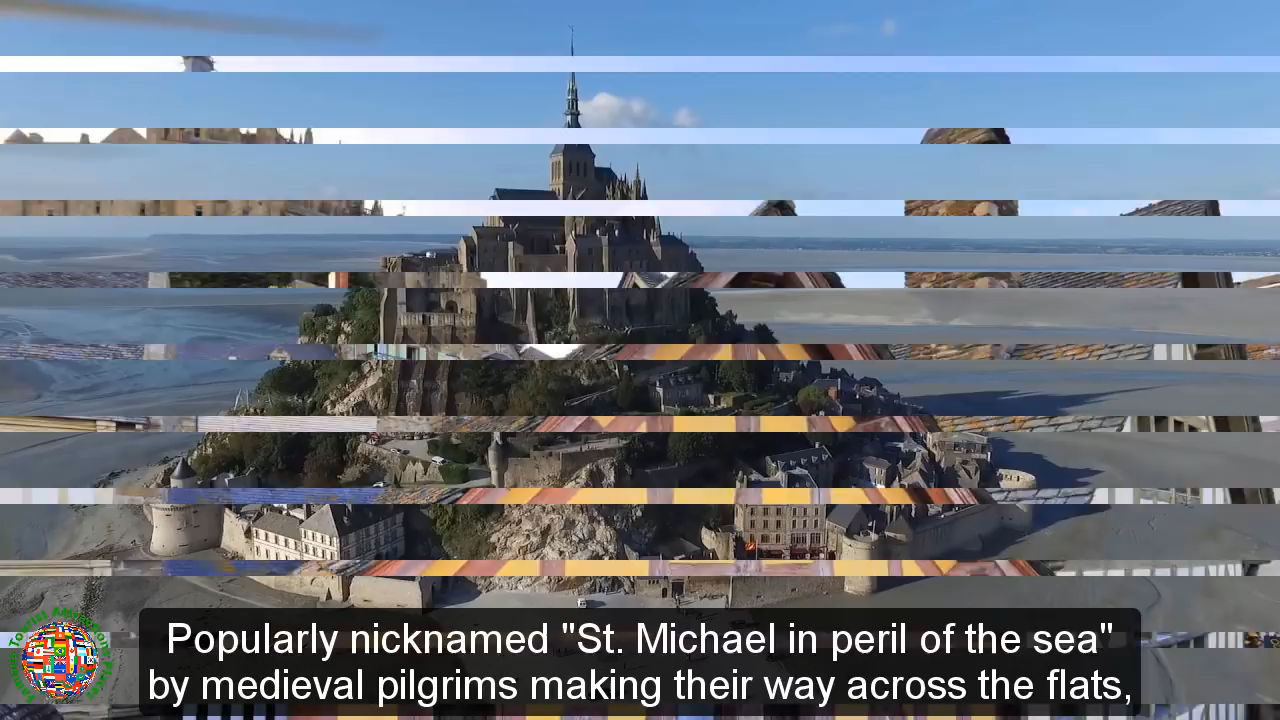 Popularly nicknamed "St. Michael in peril of the sea"
by medieval pilgrims making their way across the flats,